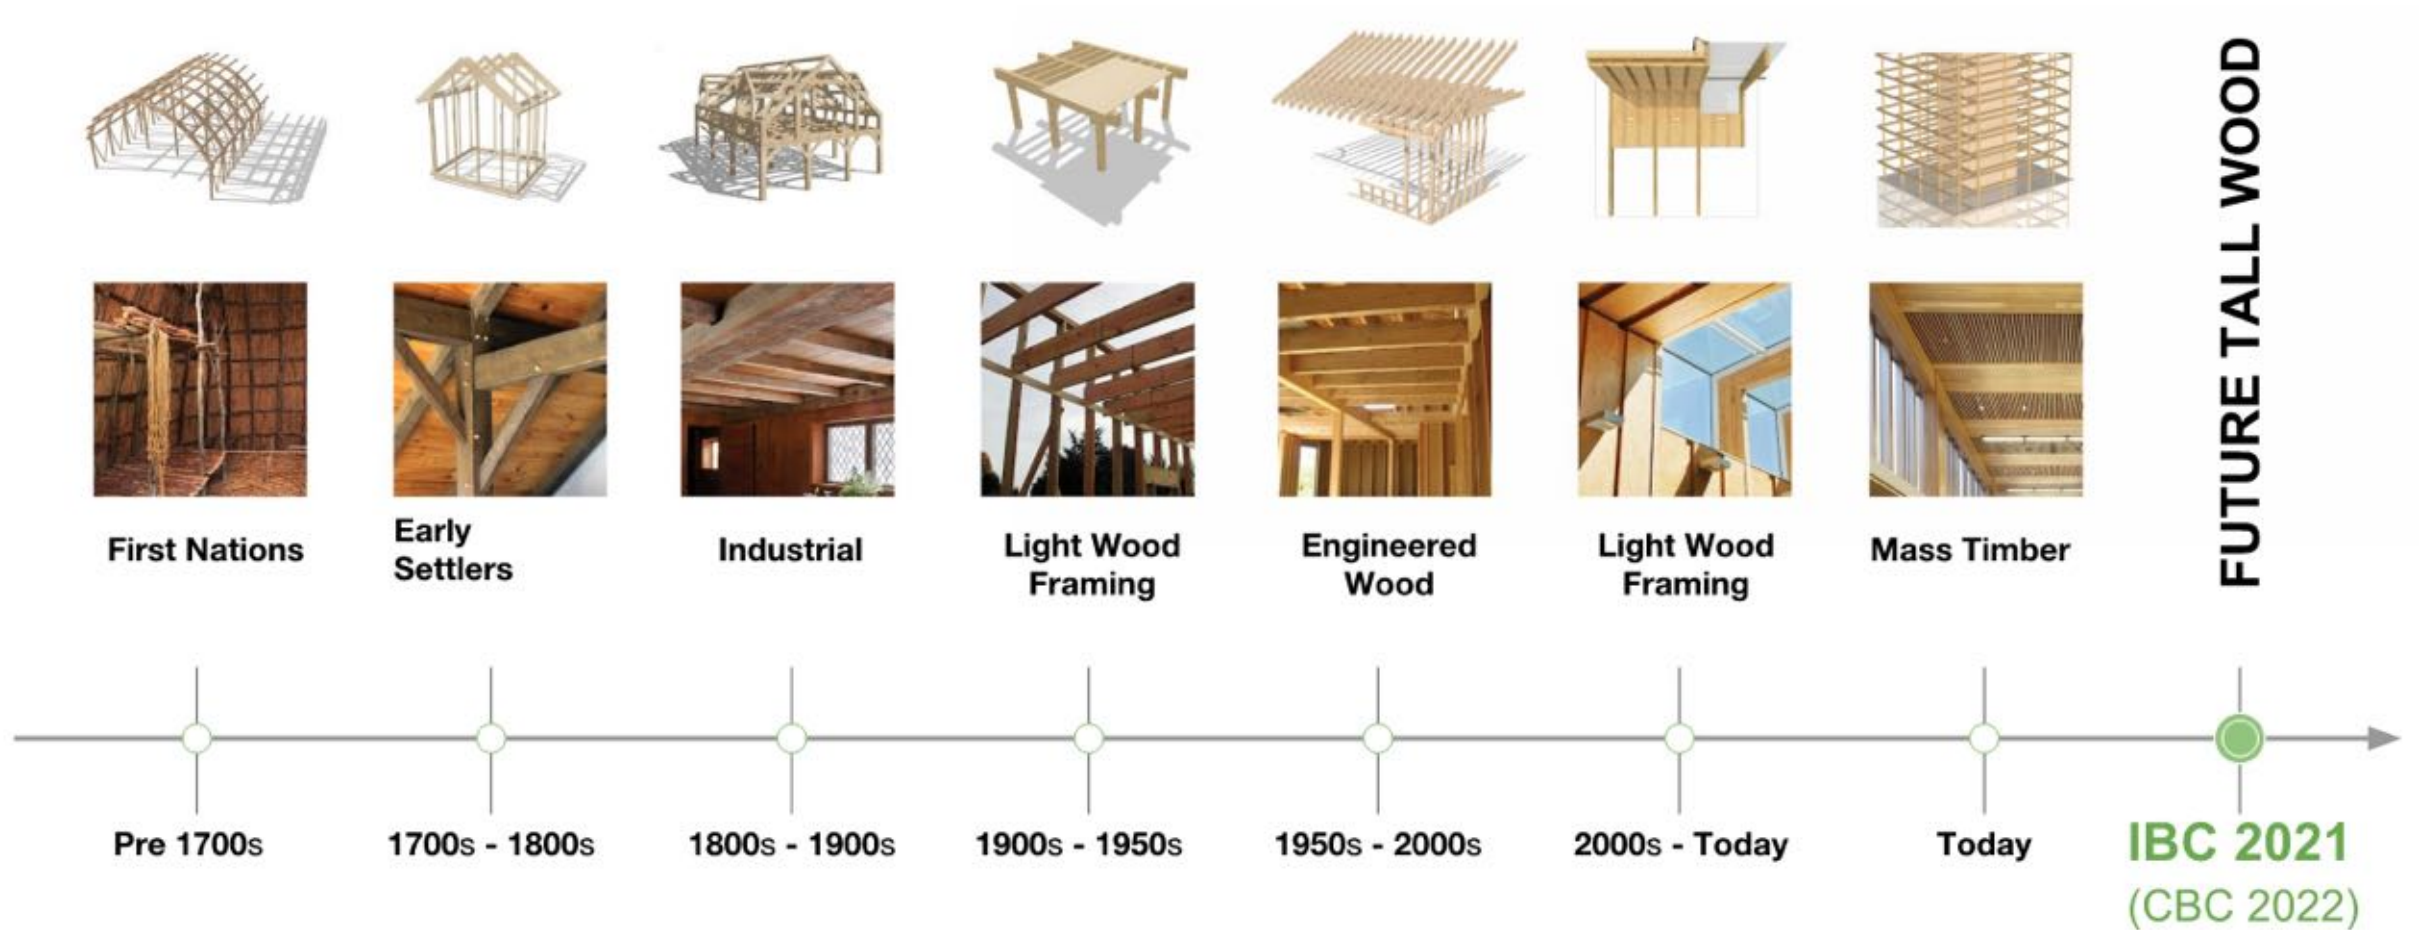 First Nations
Early
Settlers
Industrial
Light Wood
Framing
Engineered
Wood
Light Wood
Framing
Mass Timber
FUTURE TALL WOOD
Pre 1700s
1700s - 1800s
1800s - 1900s
1900s - 1950s
1950s - 2000s
2000s - Today
Today
IBC 2021
(CBC 2022)